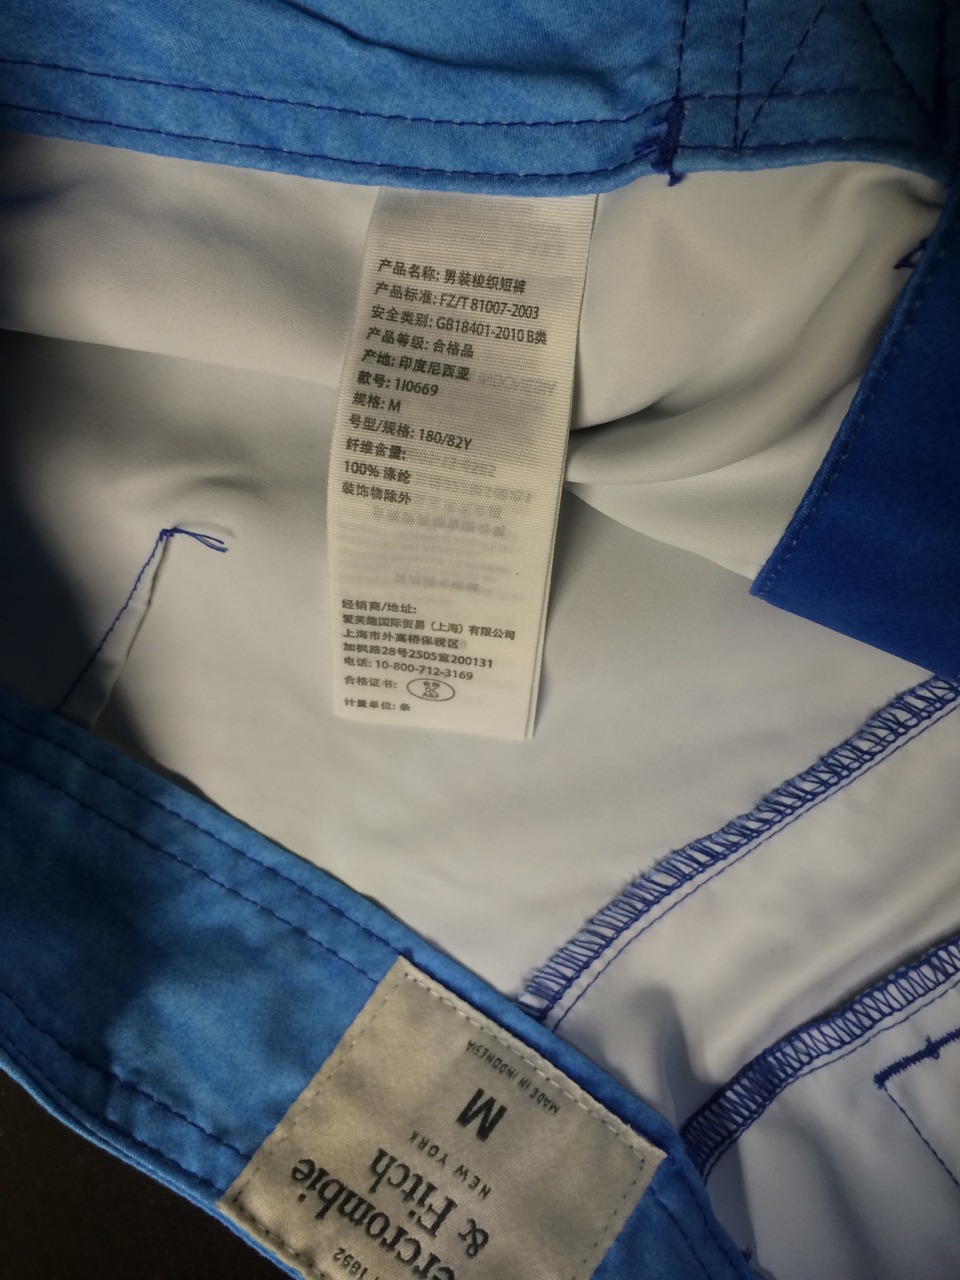 产品名称: 男装梭织短裤
产品标准: FZ/T 81007-2003
安全类别: GB18401-2010 B类
产品等级: 合格品
产地: 印度尼西亚
款号: 1I0669
规格: M
号型/规格: 180/82Y
纤维含量:
100% 涤纶
装饰物除外
经销商/地址:
爱芙趣国际贸易（上海）有限公司
上海市外高桥保税区
加枫路28号2505室200131
电话: 10-800-712-3169
合格证书: 合格 QC A&F
计量单位: 条
1892
ercrombie
& Fitch
NEW YORK
M
MADE IN INDONESIA